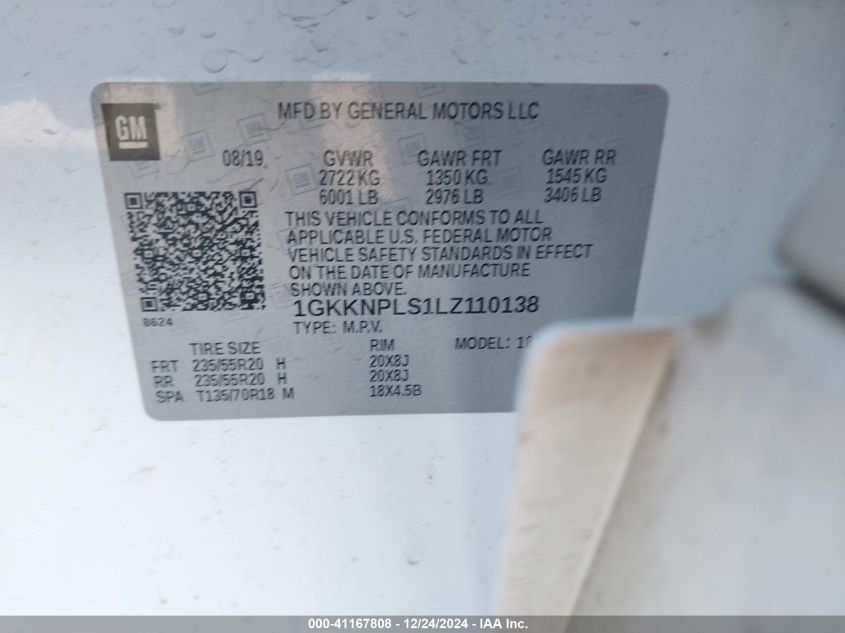 GM
MFD BY GENERAL MOTORS LLC
08/19 GVWR GAWR FRT GAWR RR
2722 KG 1350 KG 1545 KG
6001 LB 2976 LB 3406 LB
THIS VEHICLE CONFORMS TO ALL
APPLICABLE U.S. FEDERAL MOTOR
VEHICLE SAFETY STANDARDS IN EFFECT
ON THE DATE OF MANUFACTURE
SHOWN ABOVE.
1GKKNPLS1LZ110138
8624
TYPE: M.P.V.
TIRE SIZE RIM MODEL:
FRT 235/55R20 H 20X8J
RR 235/55R20 H 20X8J
SPA T135/70R18 M 18X4.5B
000-41167808 - 12/24/2024 - IAA Inc.